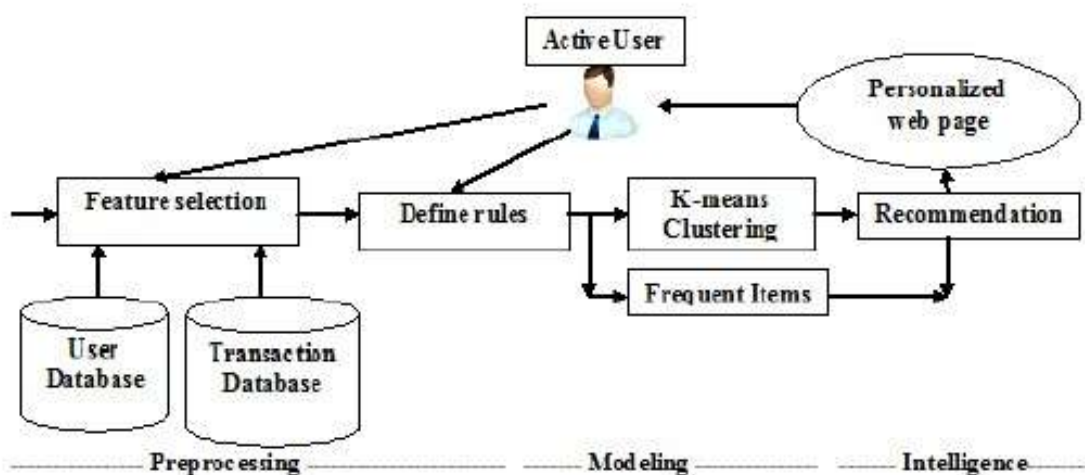 Active User
Personalized
web page
Feature selection
Define rules
K-means
Clustering
Recommendation
Frequent Items
User
Database
Transaction
Database
Preprocessing
Modeling
Intelligence